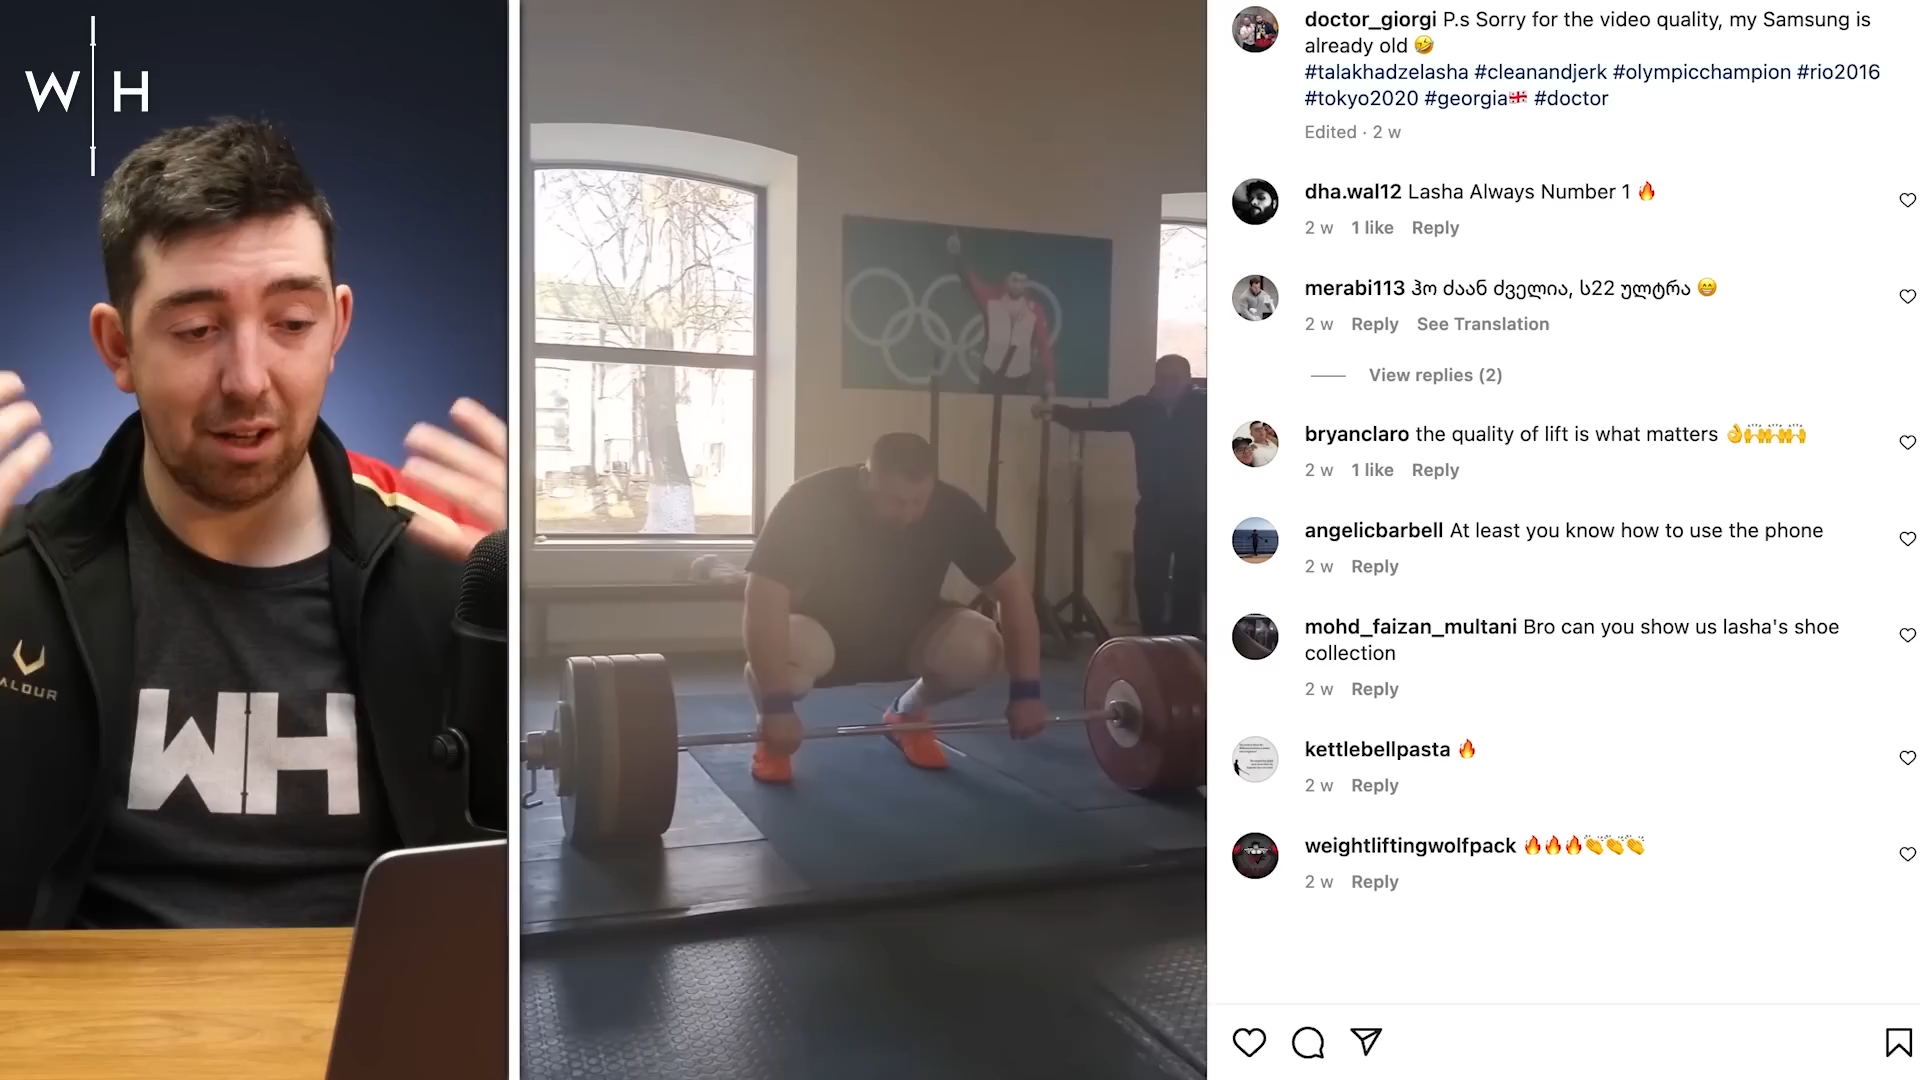 W H
ALOUR
WH
doctor_giorgi P.s Sorry for the video quality, my Samsung is
already old 🤣
#talakhadzelasha #cleanandjerk #olympicchampion #rio2016
#tokyo2020 #georgia🇬🇪 #doctor
Edited · 2 w
dha.wal12 Lasha Always Number 1 🔥
2 w 1 like Reply
merabi113 ჰო ძაან ძველია, ს22 ულტრა 😁
2 w Reply See Translation
View replies (2)
bryanclaro the quality of lift is what matters 👌🙌🙌🙌
2 w 1 like Reply
angelicbarbell At least you know how to use the phone
2 w Reply
mohd_faizan_multani Bro can you show us lasha's shoe
collection
2 w Reply
kettlebellpasta 🔥
2 w Reply
weightliftingwolfpack 🔥🔥🔥👏👏👏
2 w Reply